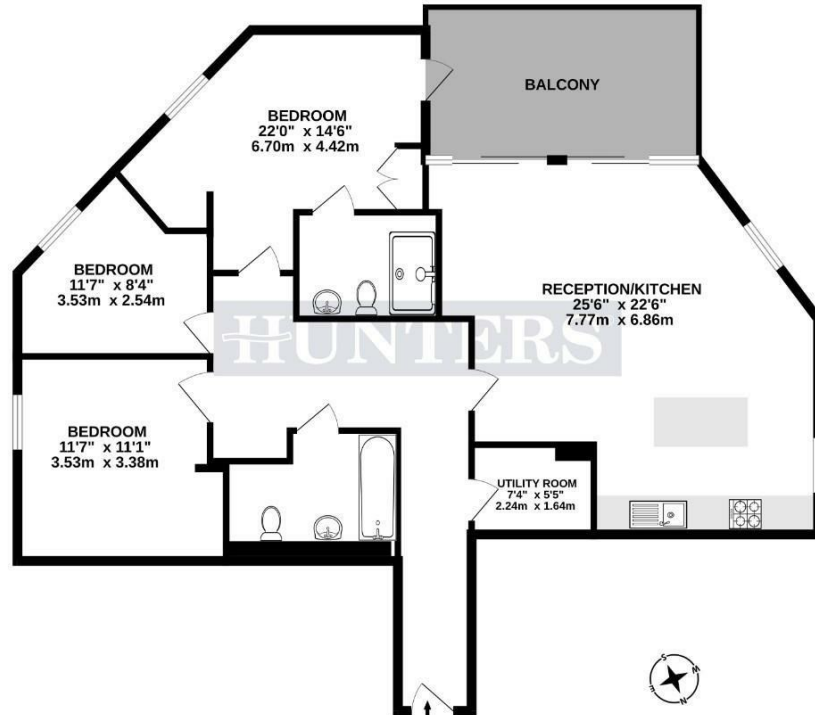 BALCONY
BEDROOM
22'0" x 14'6"
6.70m x 4.42m
BEDROOM
11'7" x 8'4"
3.53m x 2.54m
RECEPTION/KITCHEN
25'6" x 22'6"
7.77m x 6.86m
HUNTERS
BEDROOM
11'7" x 11'1"
3.53m x 3.38m
UTILITY ROOM
7'4" x 5'5"
2.24m x 1.64m
S
W
E
N